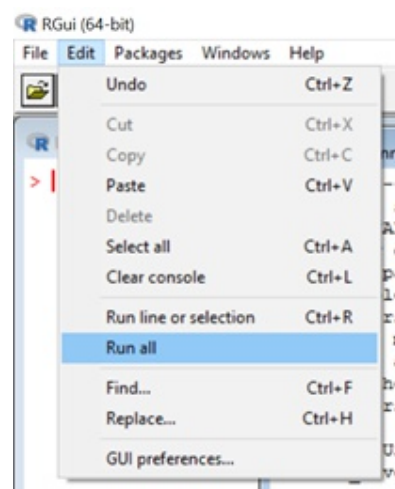 RGui (64-bit)
File Edit Packages Windows Help
Undo Ctrl+Z
Cut Ctrl+X
Copy Ctrl+C
Paste Ctrl+V
Delete
Select all Ctrl+A
Clear console Ctrl+L
Run line or selection Ctrl+R
Run all
Find... Ctrl+F
Replace... Ctrl+H
GUI preferences...
>